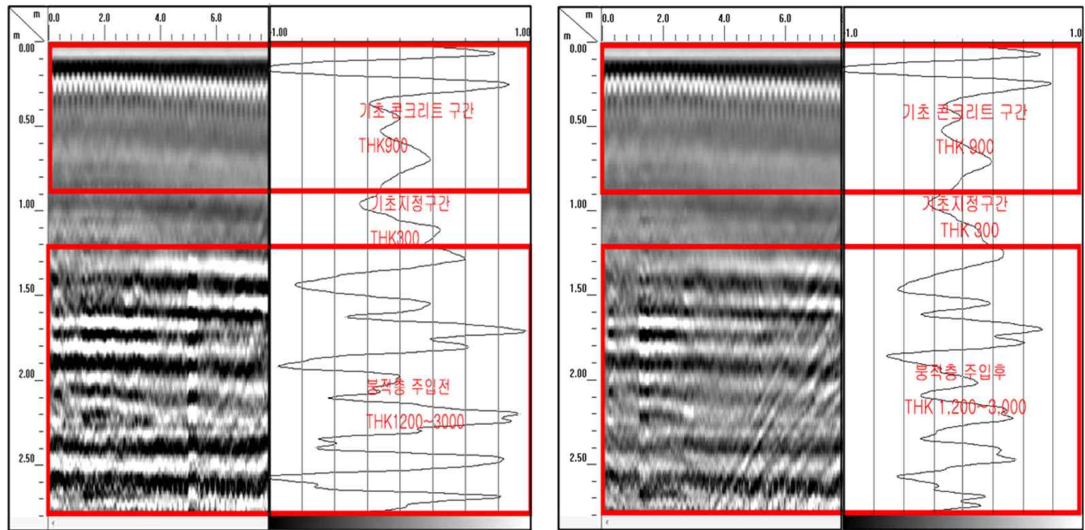 m
m
0.0 2.0 4.0 6.0
-1.00 1.00
0.00
0.50
1.00
1.50
2.00
2.50
기초 콘크리트 구간
THK900
기초지정구간
THK300
붕적층 주입전
THK1200~3000
m
m
0.0 2.0 4.0 6.0
-1.0 1.0
0.00
0.50
1.00
1.50
2.00
2.50
기초 콘크리트 구간
THK 900
기초지정구간
THK 300
붕적층 주입후
THK 1,200~3,000